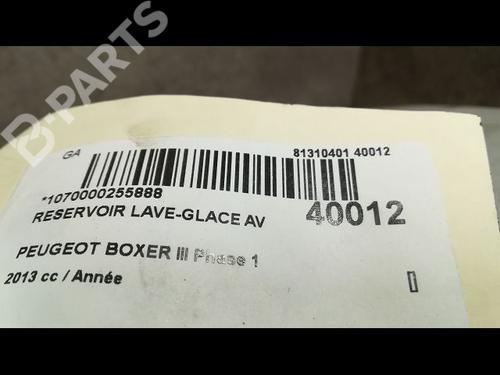 B-PARTS
GA
81310401 40012
*1070000255888
RESERVOIR LAVE-GLACE AV
40012
PEUGEOT BOXER III Phase 1
2013 cc / Année